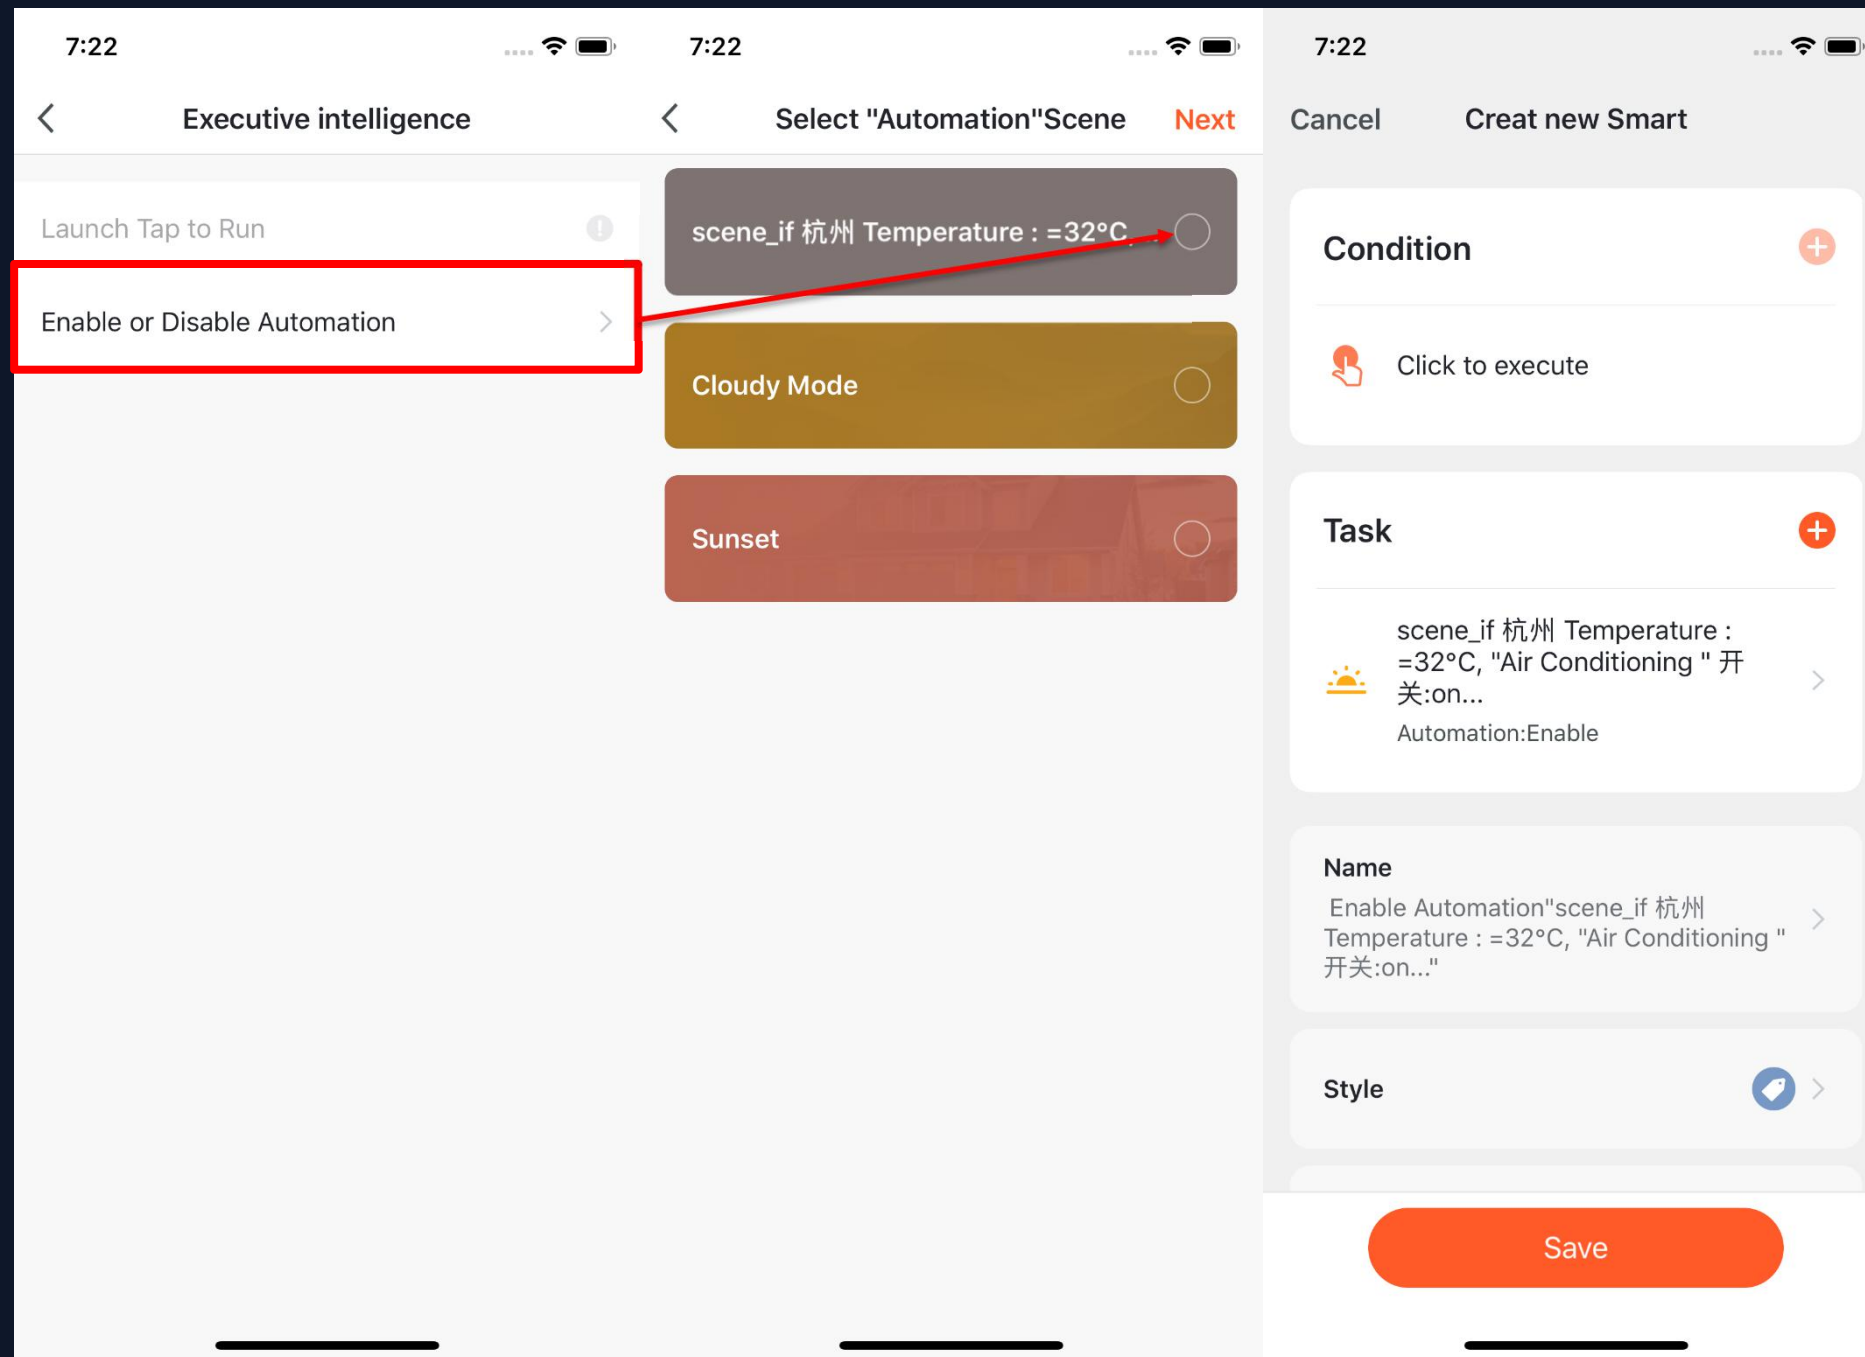 7:22
Executive intelligence
Launch Tap to Run
Enable or Disable Automation
7:22
Select "Automation"Scene
Next
scene_if 杭州 Temperature : =32°C, ...
Cloudy Mode
Sunset
7:22
Cancel
Creat new Smart
Condition
Click to execute
Task
scene_if 杭州 Temperature :
=32°C, "Air Conditioning " 开
关:on...
Automation:Enable
Name
Enable Automation"scene_if 杭州
Temperature : =32°C, "Air Conditioning "
开关:on..."
Style
Save